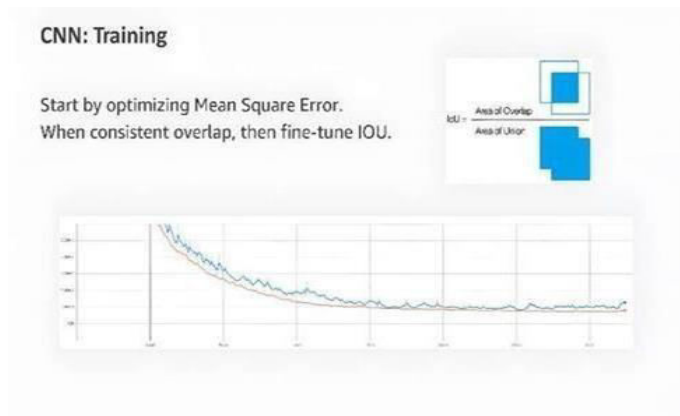 CNN: Training
Start by optimizing Mean Square Error.
When consistent overlap, then fine-tune IOU.
IoU =
Area of Overlap
Area of Union